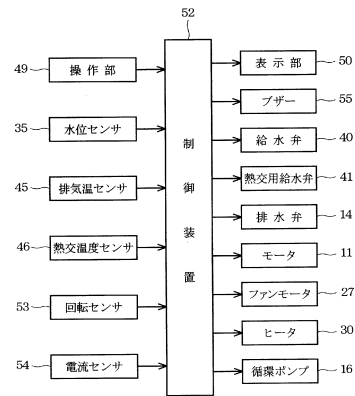 52
49
操作部
35
水位センサ
45
排気温センサ
46
熱交温度センサ
53
回転センサ
54
電流センサ
制御装置
表示部
50
ブザー
55
給水弁
40
熱交用給水弁
41
排水弁
14
モータ
11
ファンモータ
27
ヒータ
30
循環ポンプ
16